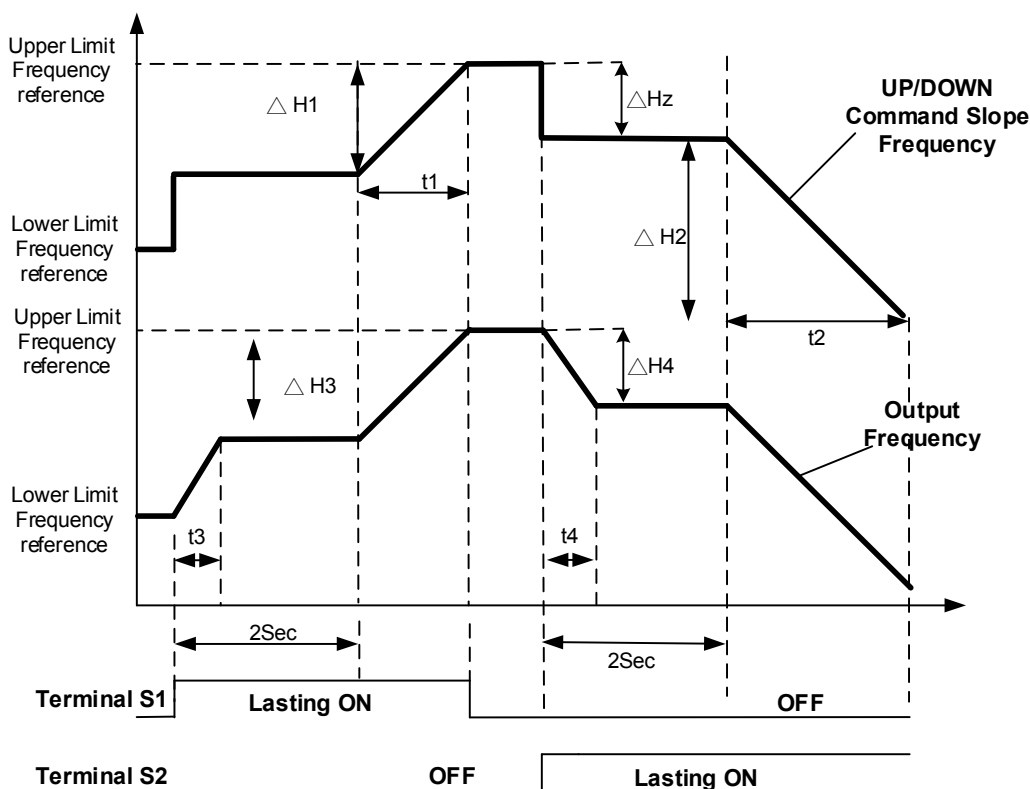 Upper Limit
Frequency
reference
△ H1
△Hz
UP/DOWN
Command Slope
Frequency
t1
Lower Limit
Frequency
reference
△ H2
Upper Limit
Frequency
reference
t2
△ H3
△H4
Output
Frequency
Lower Limit
Frequency
reference
t3
t4
2Sec
2Sec
Terminal S1
Lasting ON
OFF
Terminal S2
OFF
Lasting ON